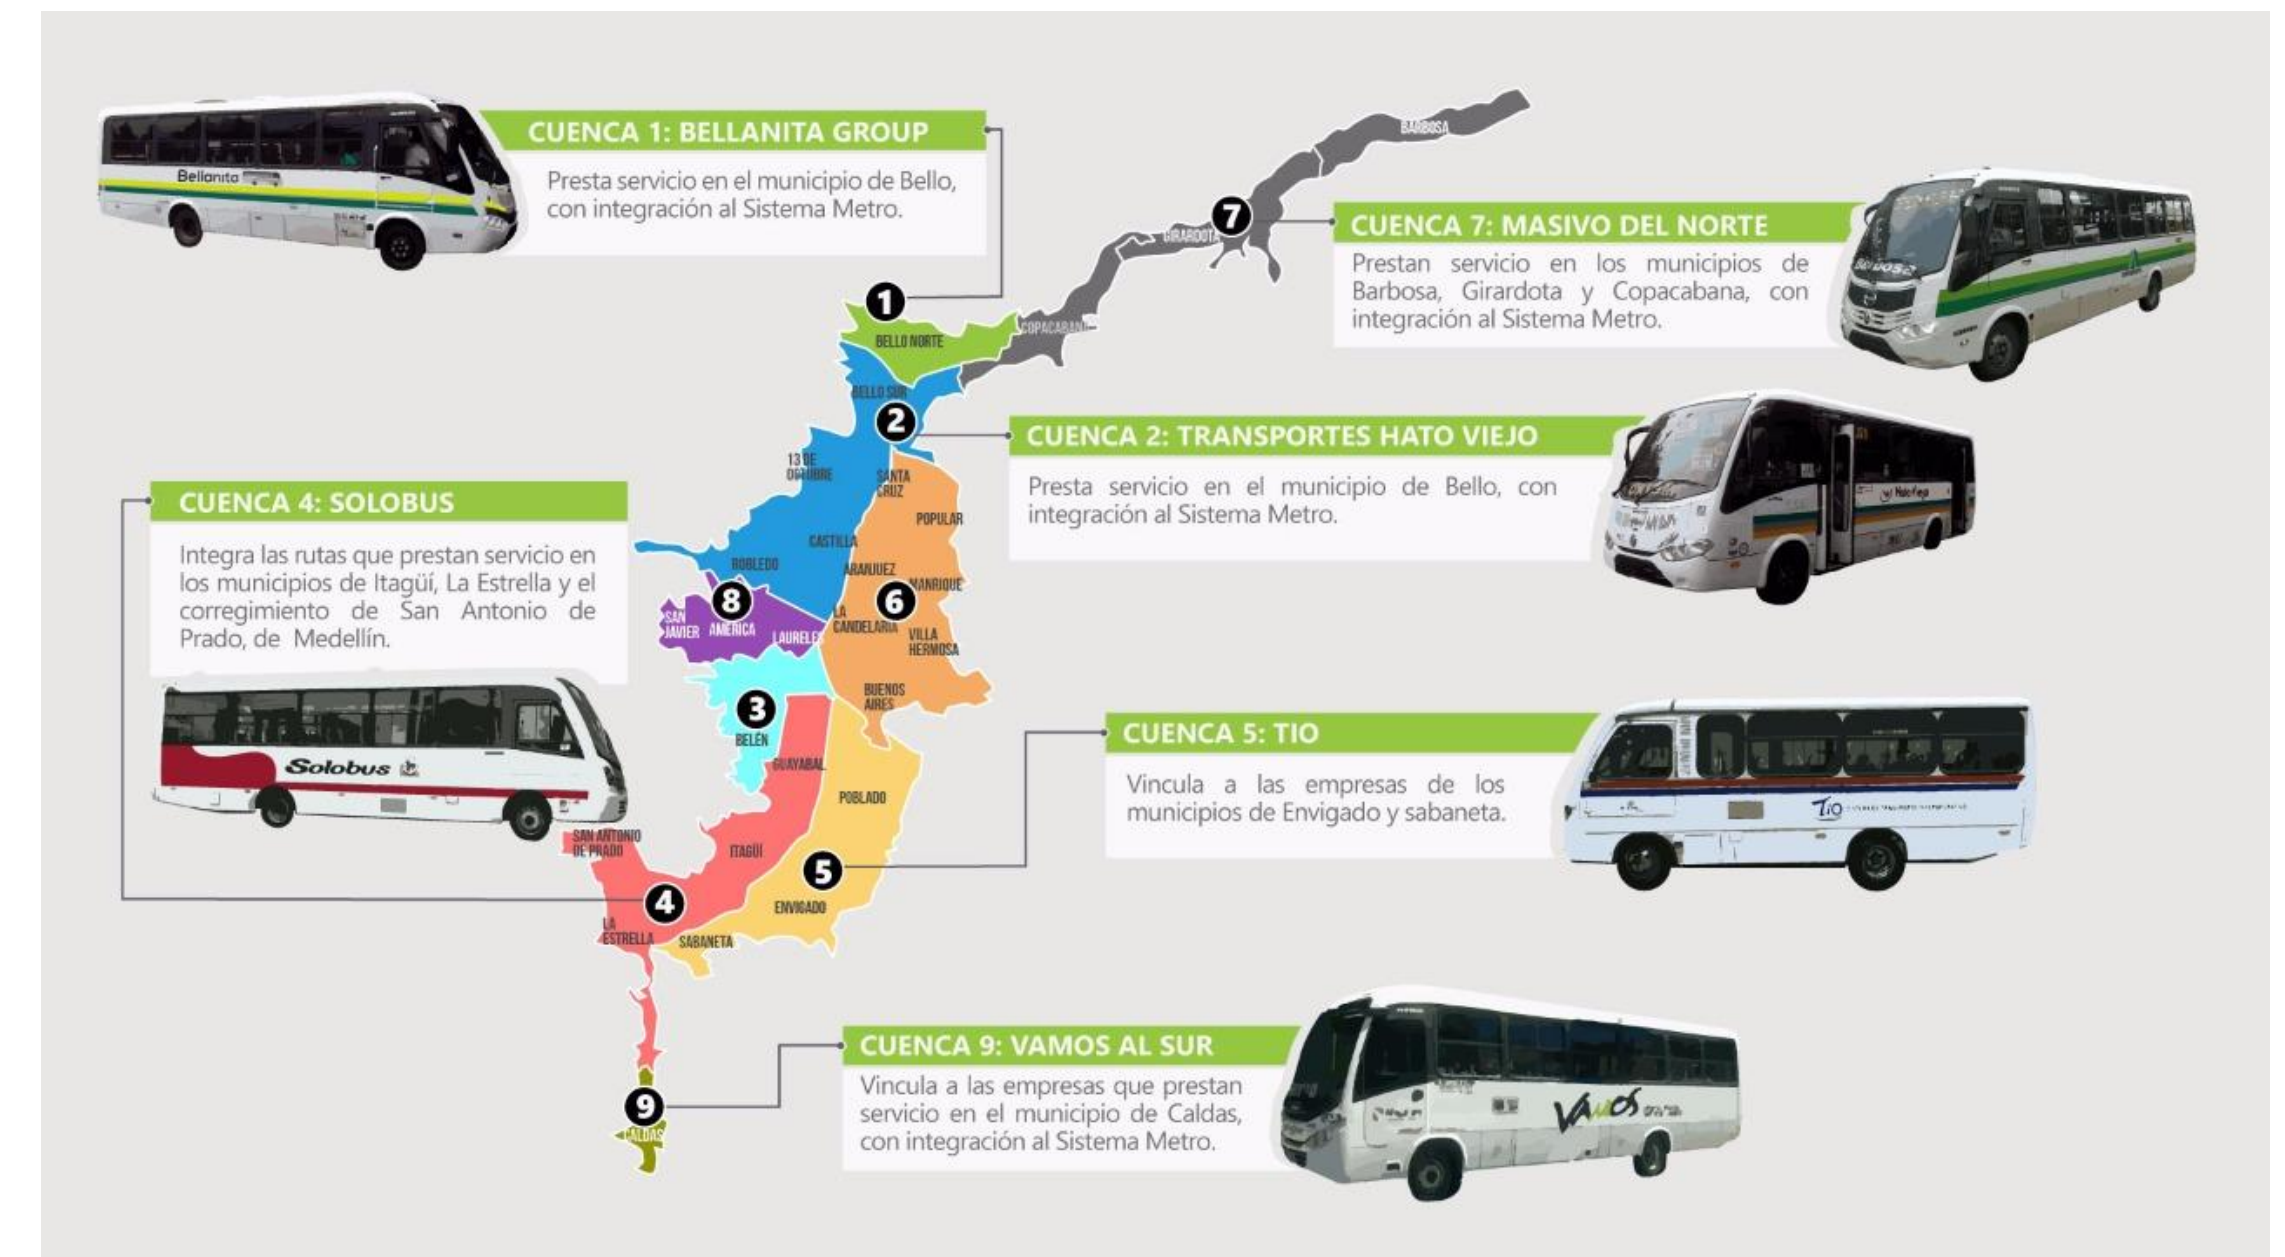 CUENCA 1: BELLANITA GROUP
Presta servicio en el municipio de Bello,
con integración al Sistema Metro.
Bellanita
BARBOSA
7
GIRARDOTA
CUENCA 7: MASIVO DEL NORTE
Prestan servicio en los municipios de
Barbosa, Girardota y Copacabana, con
integración al Sistema Metro.
1
BELLO NORTE
COPACABANA
BELLO SUR
2
CUENCA 2: TRANSPORTES HATO VIEJO
Presta servicio en el municipio de Bello, con
integración al Sistema Metro.
Hato Viejo
13 DE
OCTUBRE
SANTA
CRUZ
POPULAR
CASTILLA
ROBLEDO
ARANJUEZ
MANRIQUE
8
6
SAN
JAVIER
AMÉRICA
LAURELES
LA
CANDELARIA
VILLA
HERMOSA
BUENOS
AIRES
3
BELÉN
GUAYABAL
POBLADO
CUENCA 4: SOLOBUS
Integra las rutas que prestan servicio en
los municipios de Itagüí, La Estrella y el
corregimiento de San Antonio de
Prado, de Medellín.
Solobus
SAN ANTONIO
DE PRADO
ITAGÜÍ
4
5
ENVIGADO
LA
ESTRELLA
SABANETA
CUENCA 5: TIO
Vincula a las empresas de los
municipios de Envigado y sabaneta.
Tio
9
CALDAS
CUENCA 9: VAMOS AL SUR
Vincula a las empresas que prestan
servicio en el municipio de Caldas,
con integración al Sistema Metro.
VAMOS